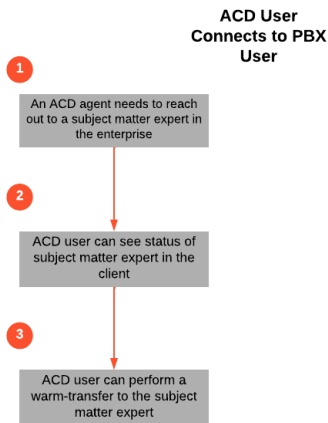 ACD User
Connects to PBX
User
1
An ACD agent needs to reach
out to a subject matter expert in
the enterprise
2
ACD user can see status of
subject matter expert in the
client
3
ACD user can perform a
warm-transfer to the subject
matter expert